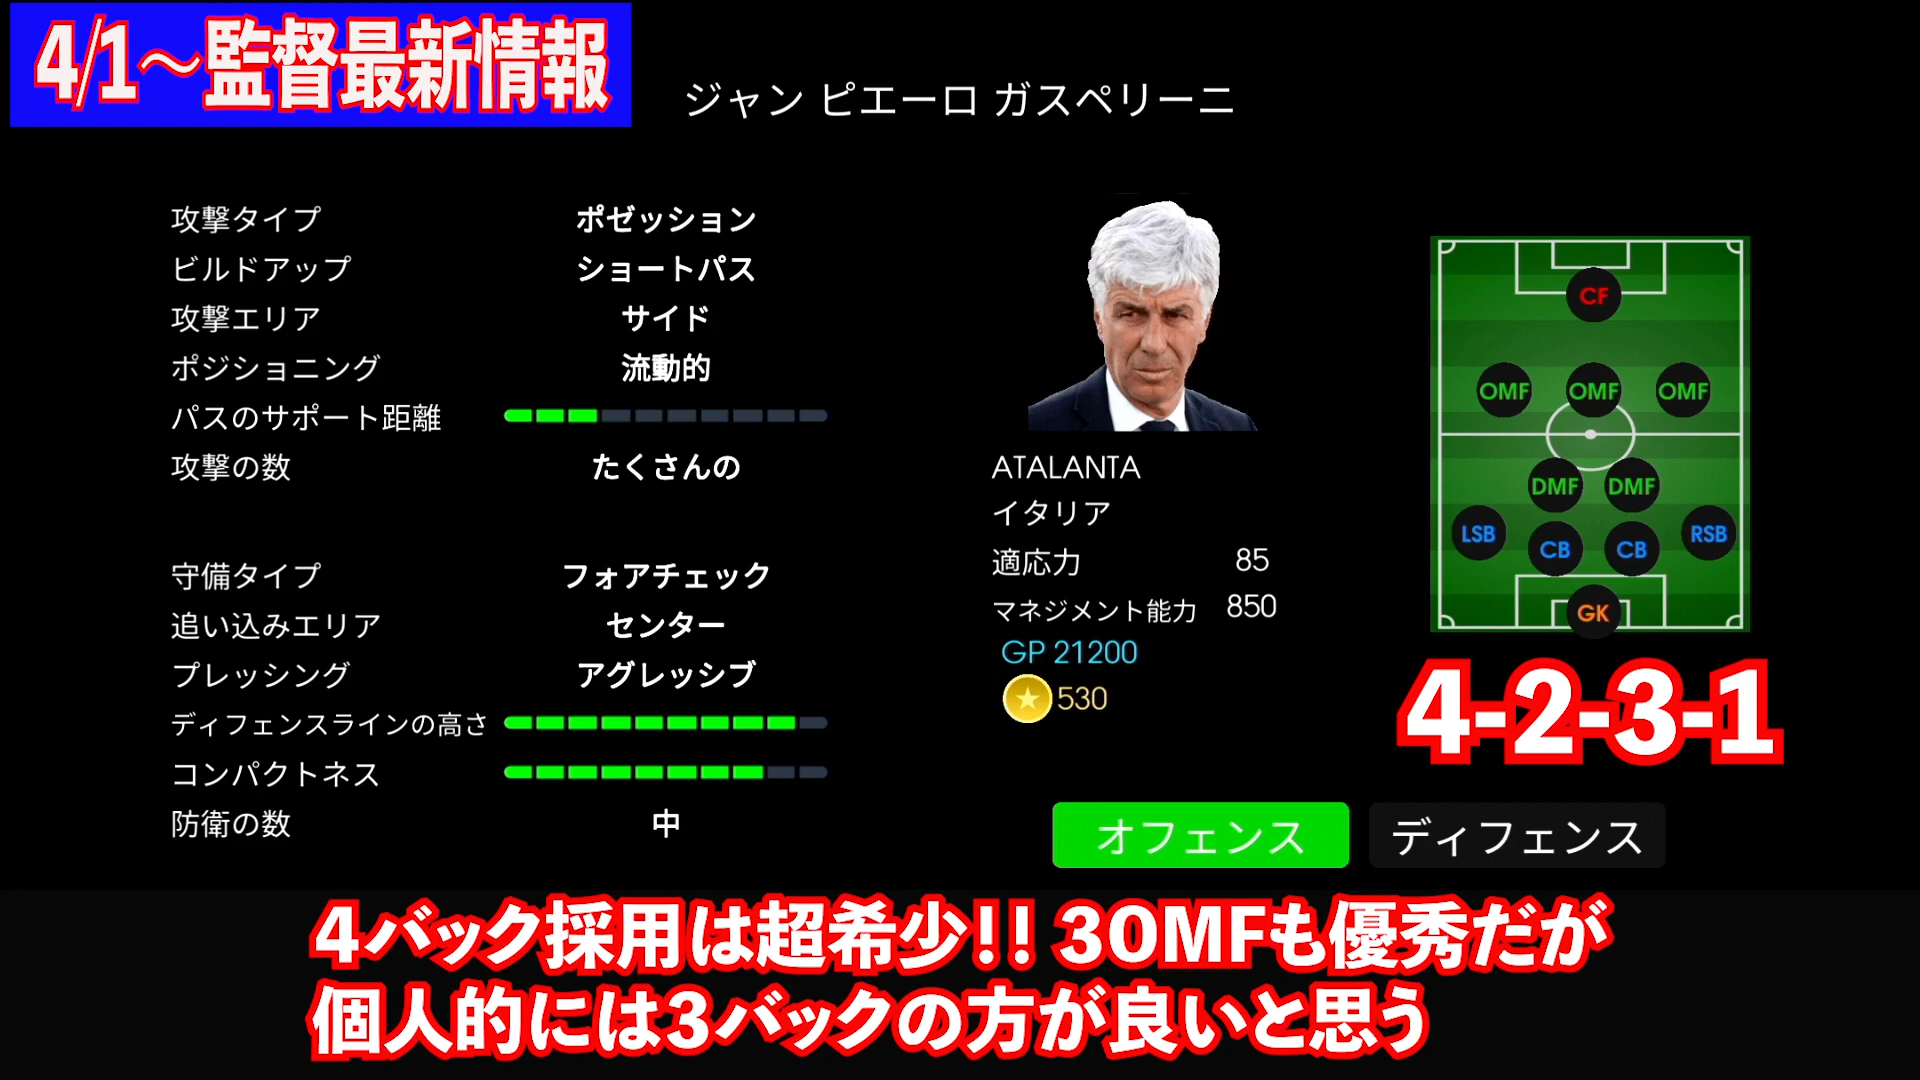 4/1～監督最新情報
ジャン ピエーロ ガスペリーニ
攻撃タイプ ポゼッション
ビルドアップ ショートパス
攻撃エリア サイド
ポジショニング 流動的
パスのサポート距離
攻撃の数 たくさんの
守備タイプ フォアチェック
追い込みエリア センター
プレッシング アグレッシブ
ディフェンスラインの高さ
コンパクトネス
防衛の数 中
ATALANTA
イタリア
適応力 85
マネジメント能力 850
GP 21200
530
CF
OMF OMF OMF
DMF DMF
LSB CB CB RSB
GK
4-2-3-1
オフェンス ディフェンス
4バック採用は超希少!! 3OMFも優秀だが
個人的には3バックの方が良いと思う